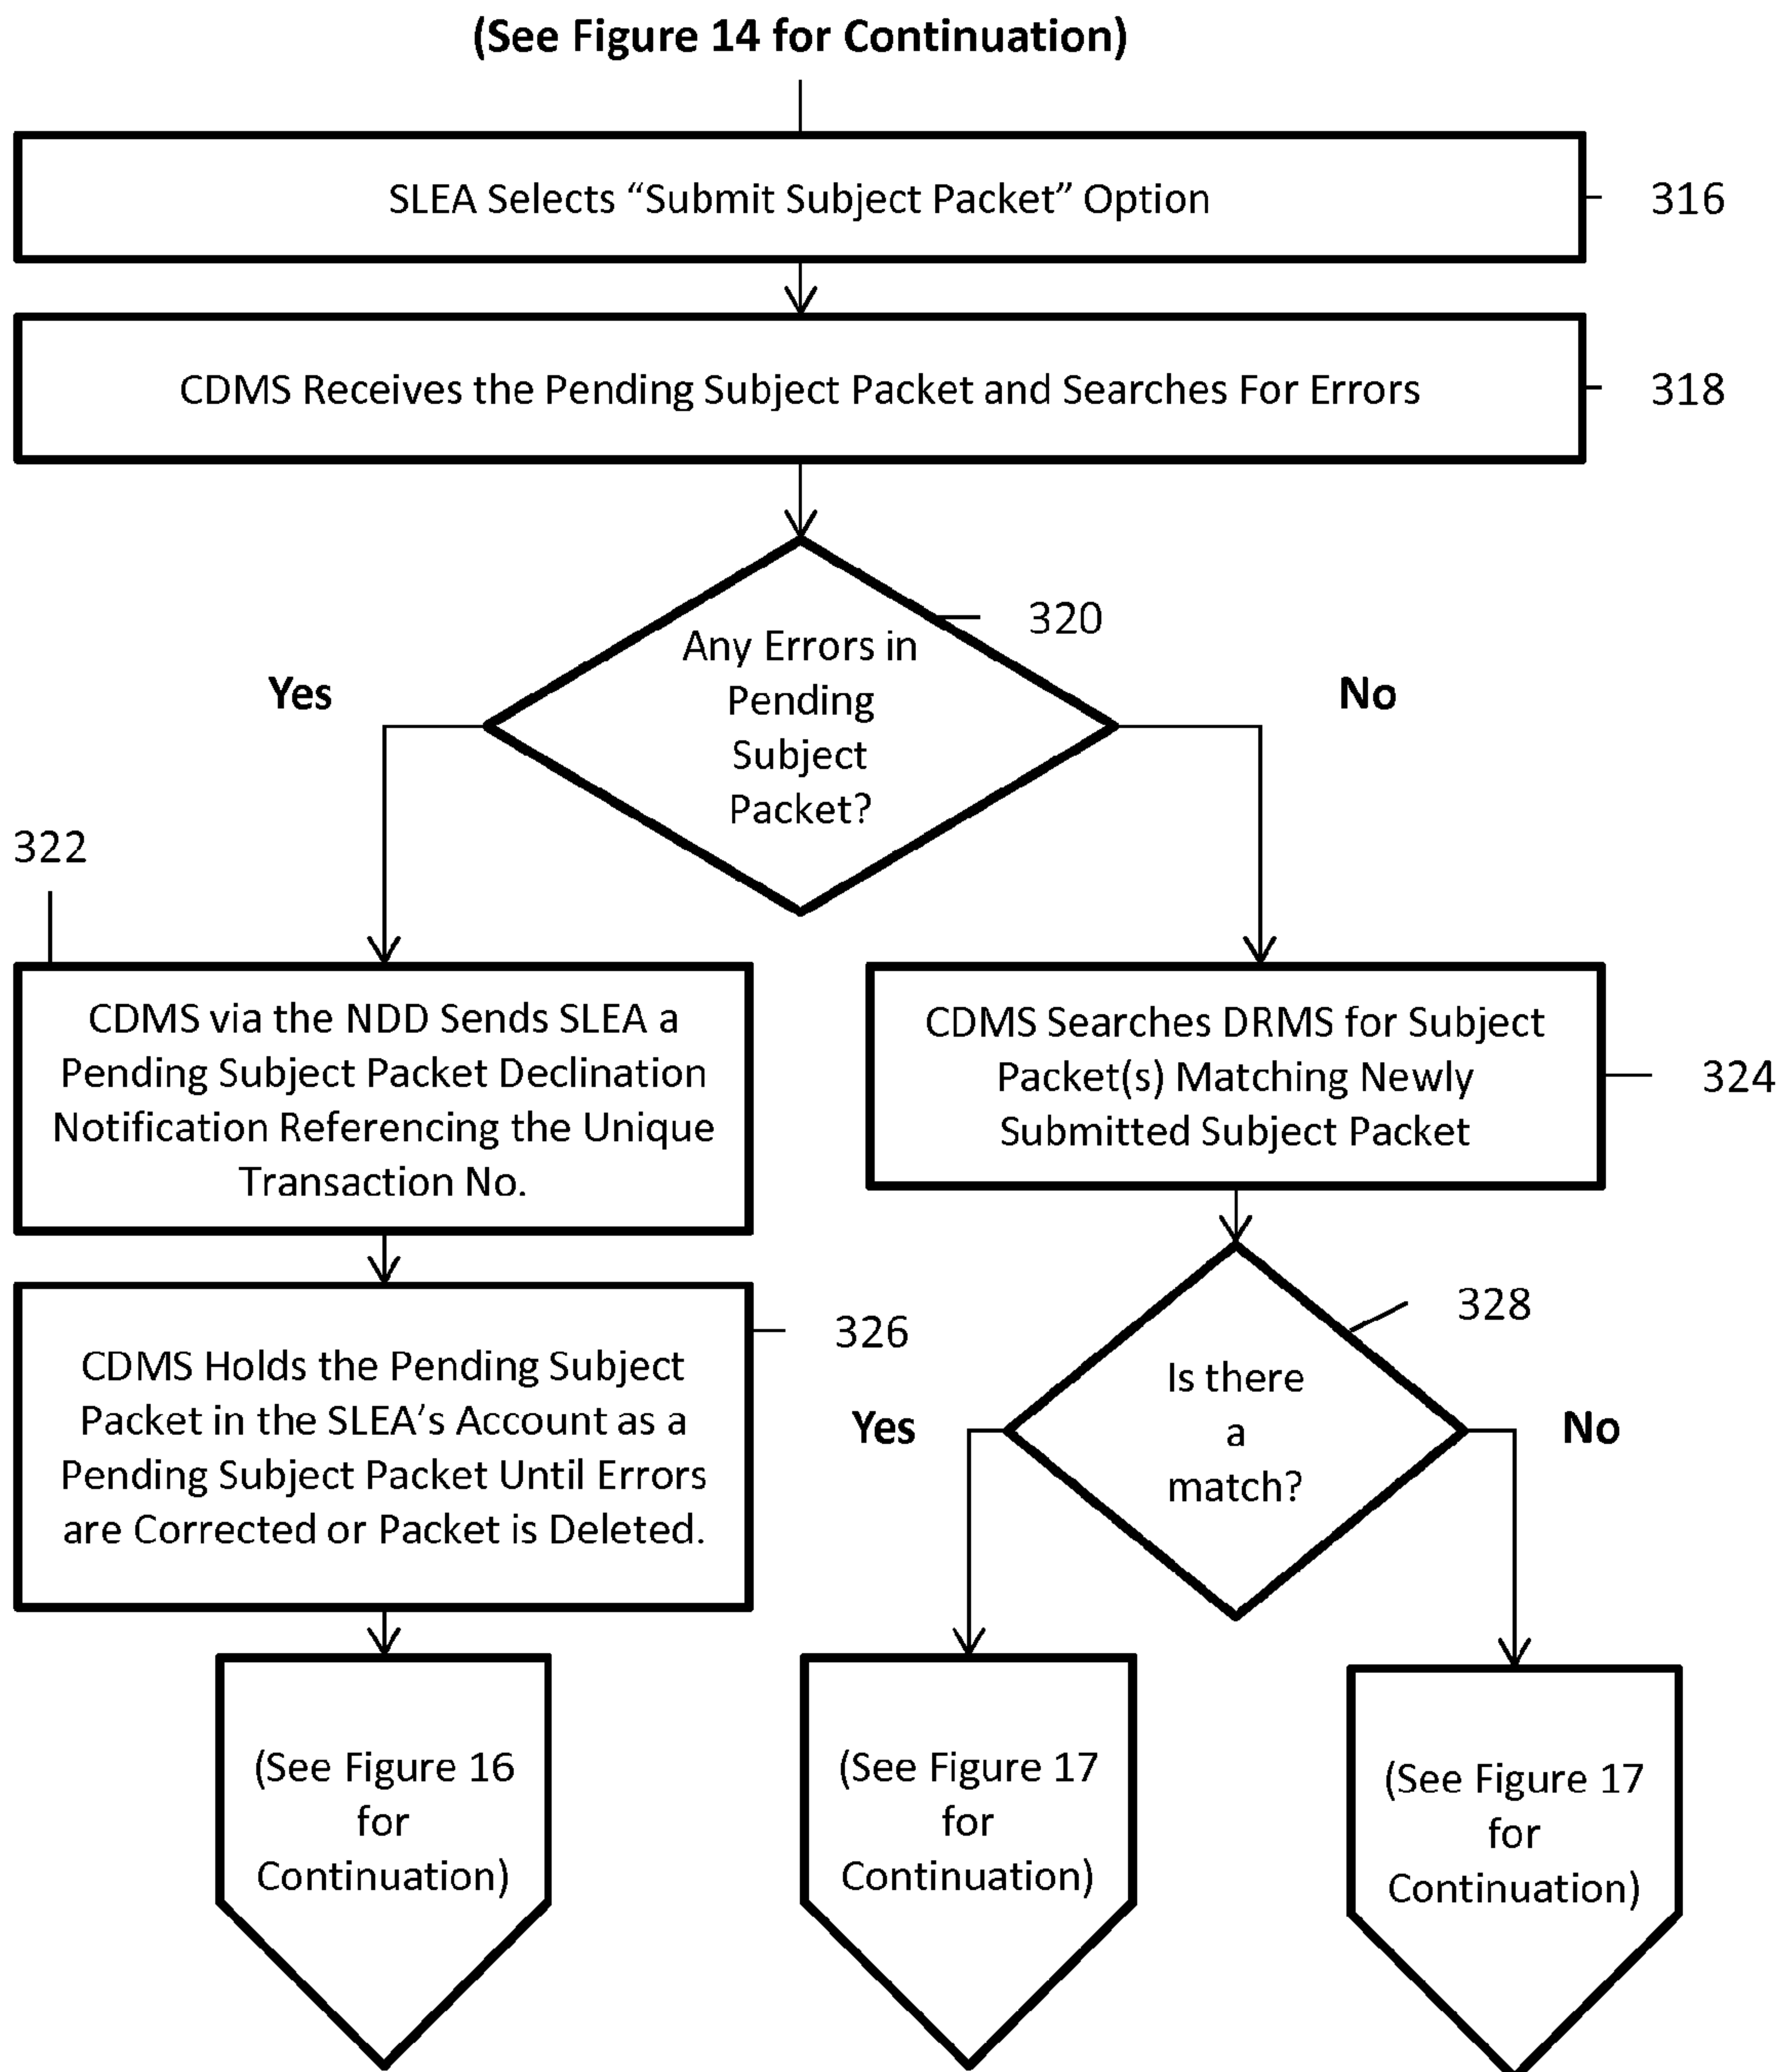 (See Figure 14 for Continuation)
SLEA Selects “Submit Subject Packet” Option
316
CDMS Receives the Pending Subject Packet and Searches For Errors
318
320
Any Errors in
Pending
Subject
Packet?
Yes
No
322
CDMS via the NDD Sends SLEA a
Pending Subject Packet Declination
Notification Referencing the Unique
Transaction No.
CDMS Searches DRMS for Subject
Packet(s) Matching Newly
Submitted Subject Packet
324
CDMS Holds the Pending Subject
Packet in the SLEA’s Account as a
Pending Subject Packet Until Errors
are Corrected or Packet is Deleted.
326
328
Is there
a
match?
Yes
No
(See Figure 16
for
Continuation)
(See Figure 17
for
Continuation)
(See Figure 17
for
Continuation)